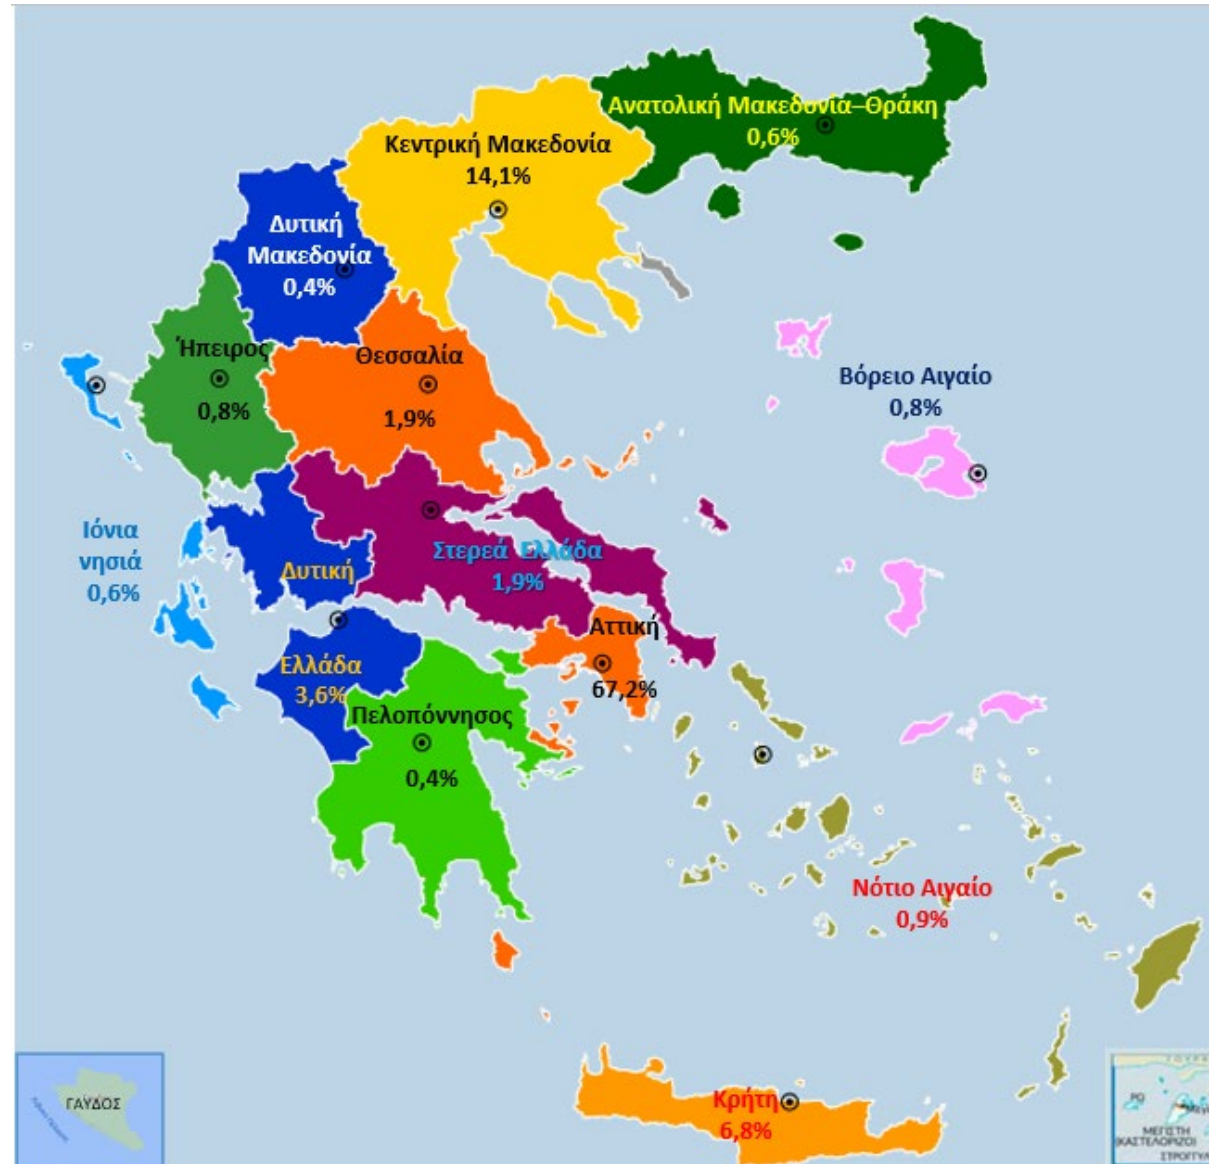 Ανατολική Μακεδονία–Θράκη
0,6%
Κεντρική Μακεδονία
14,1%
Δυτική
Μακεδονία
0,4%
Ήπειρος
0,8%
Θεσσαλία
1,9%
Βόρειο Αιγαίο
0,8%
Ιόνια
νησιά
0,6%
Στερεά Ελλάδα
1,9%
Δυτική
Ελλάδα
3,6%
Αττική
67,2%
Πελοπόννησος
0,4%
Νότιο Αιγαίο
0,9%
Κρήτη
6,8%
ΓΑΥΔΟΣ
ΡΩ
ΜΕΓΙΣΤΗ
(ΚΑΣΤΕΛΟΡΙΖΟ)